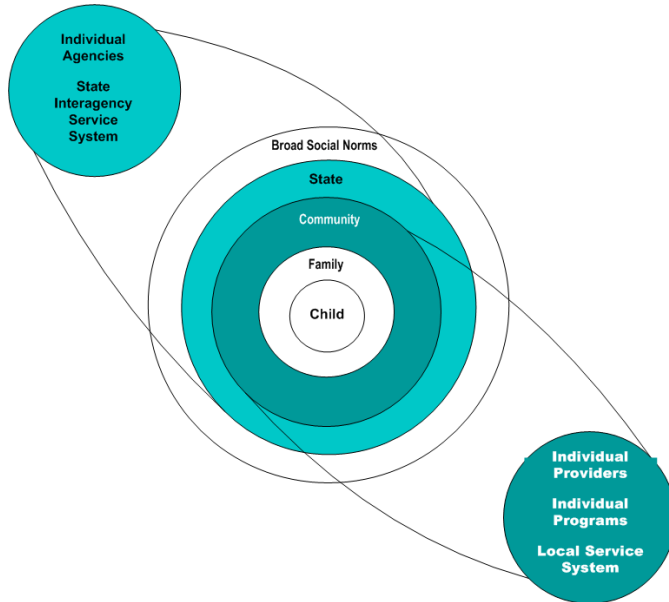 Individual
Agencies
State
Interagency
Service
System
Broad Social Norms
State
Community
Family
Child
Individual
Providers
Individual
Programs
Local Service
System